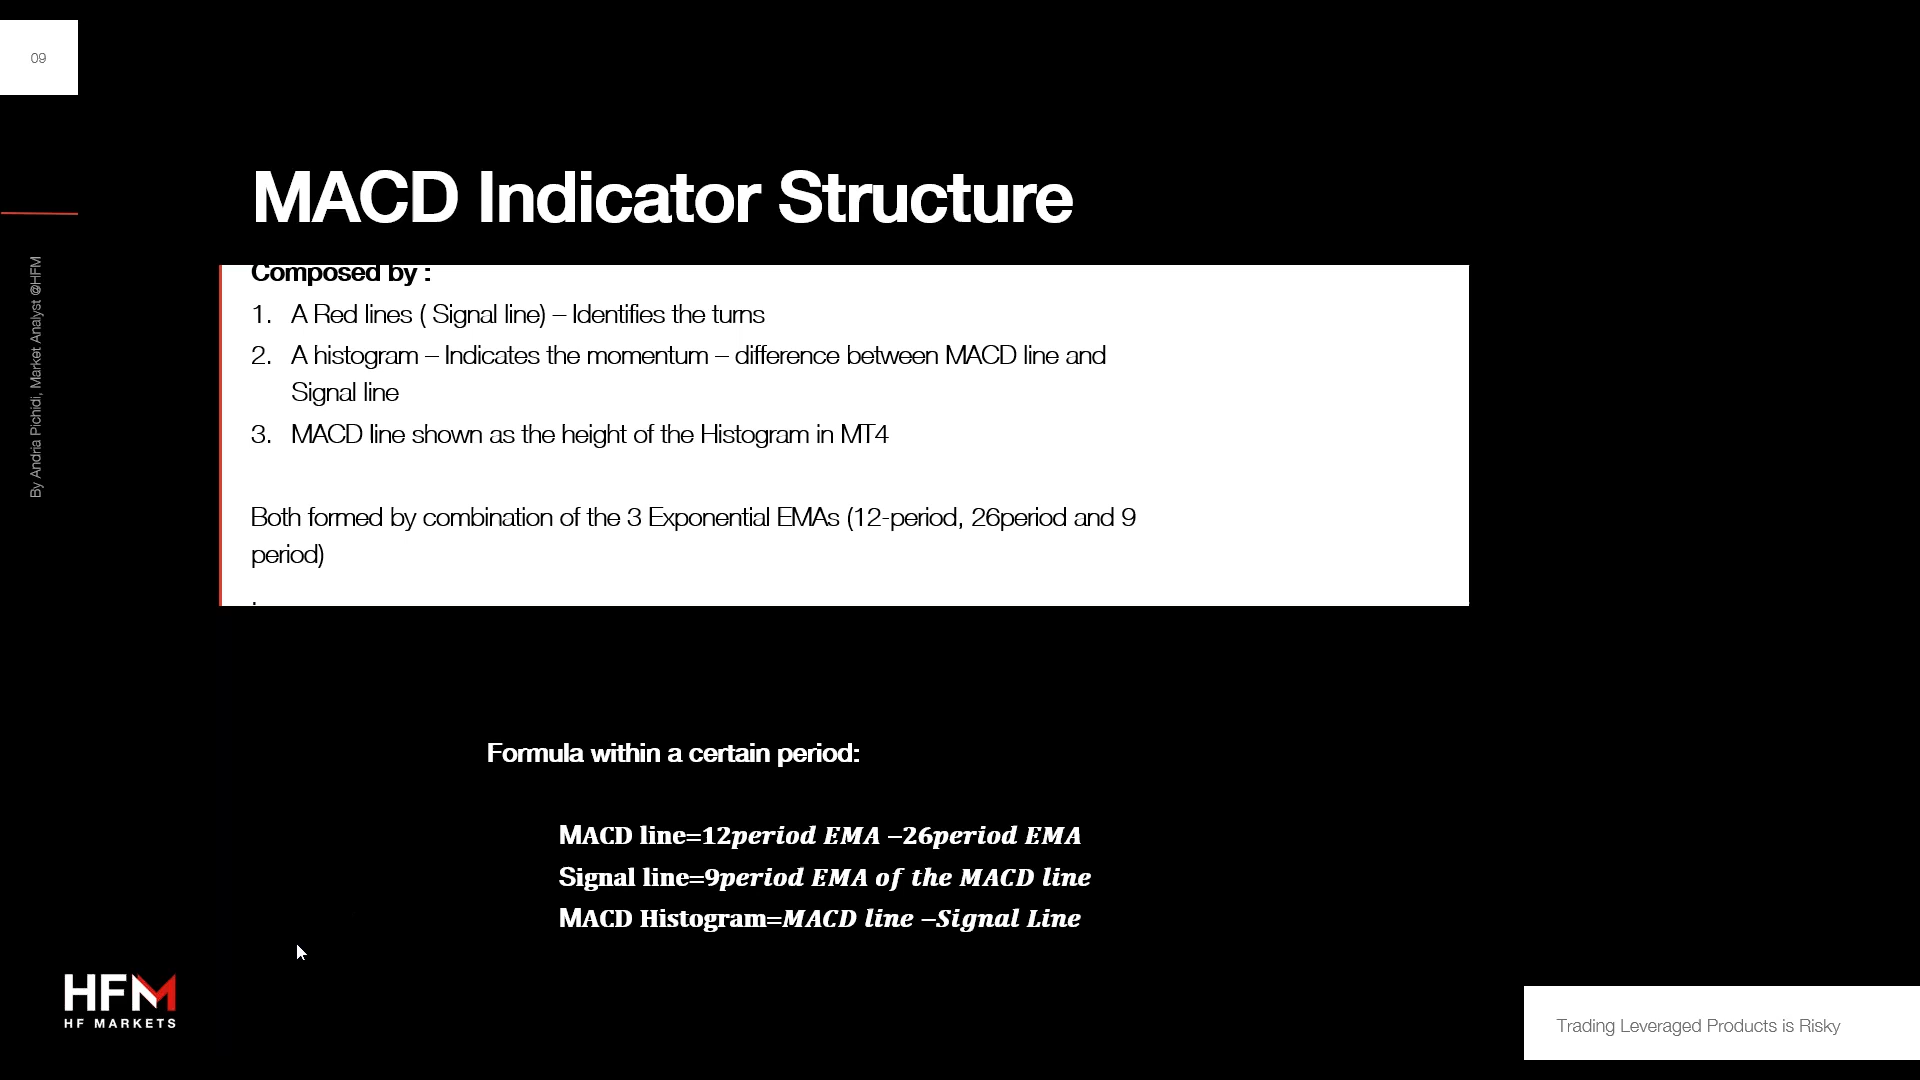 09
MACD Indicator Structure
By Andria Pichidi, Market Analyst @HFM
Composed by :
1. A Red lines ( Signal line) – Identifies the turns
2. A histogram – Indicates the momentum – difference between MACD line and
Signal line
3. MACD line shown as the height of the Histogram in MT4
Both formed by combination of the 3 Exponential EMAs (12-period, 26period and 9
period)
.
Formula within a certain period:
MACD line=12period EMA –26period EMA
Signal line=9period EMA of the MACD line
MACD Histogram=MACD line –Signal Line
HFM
HF MARKETS
Trading Leveraged Products is Risky